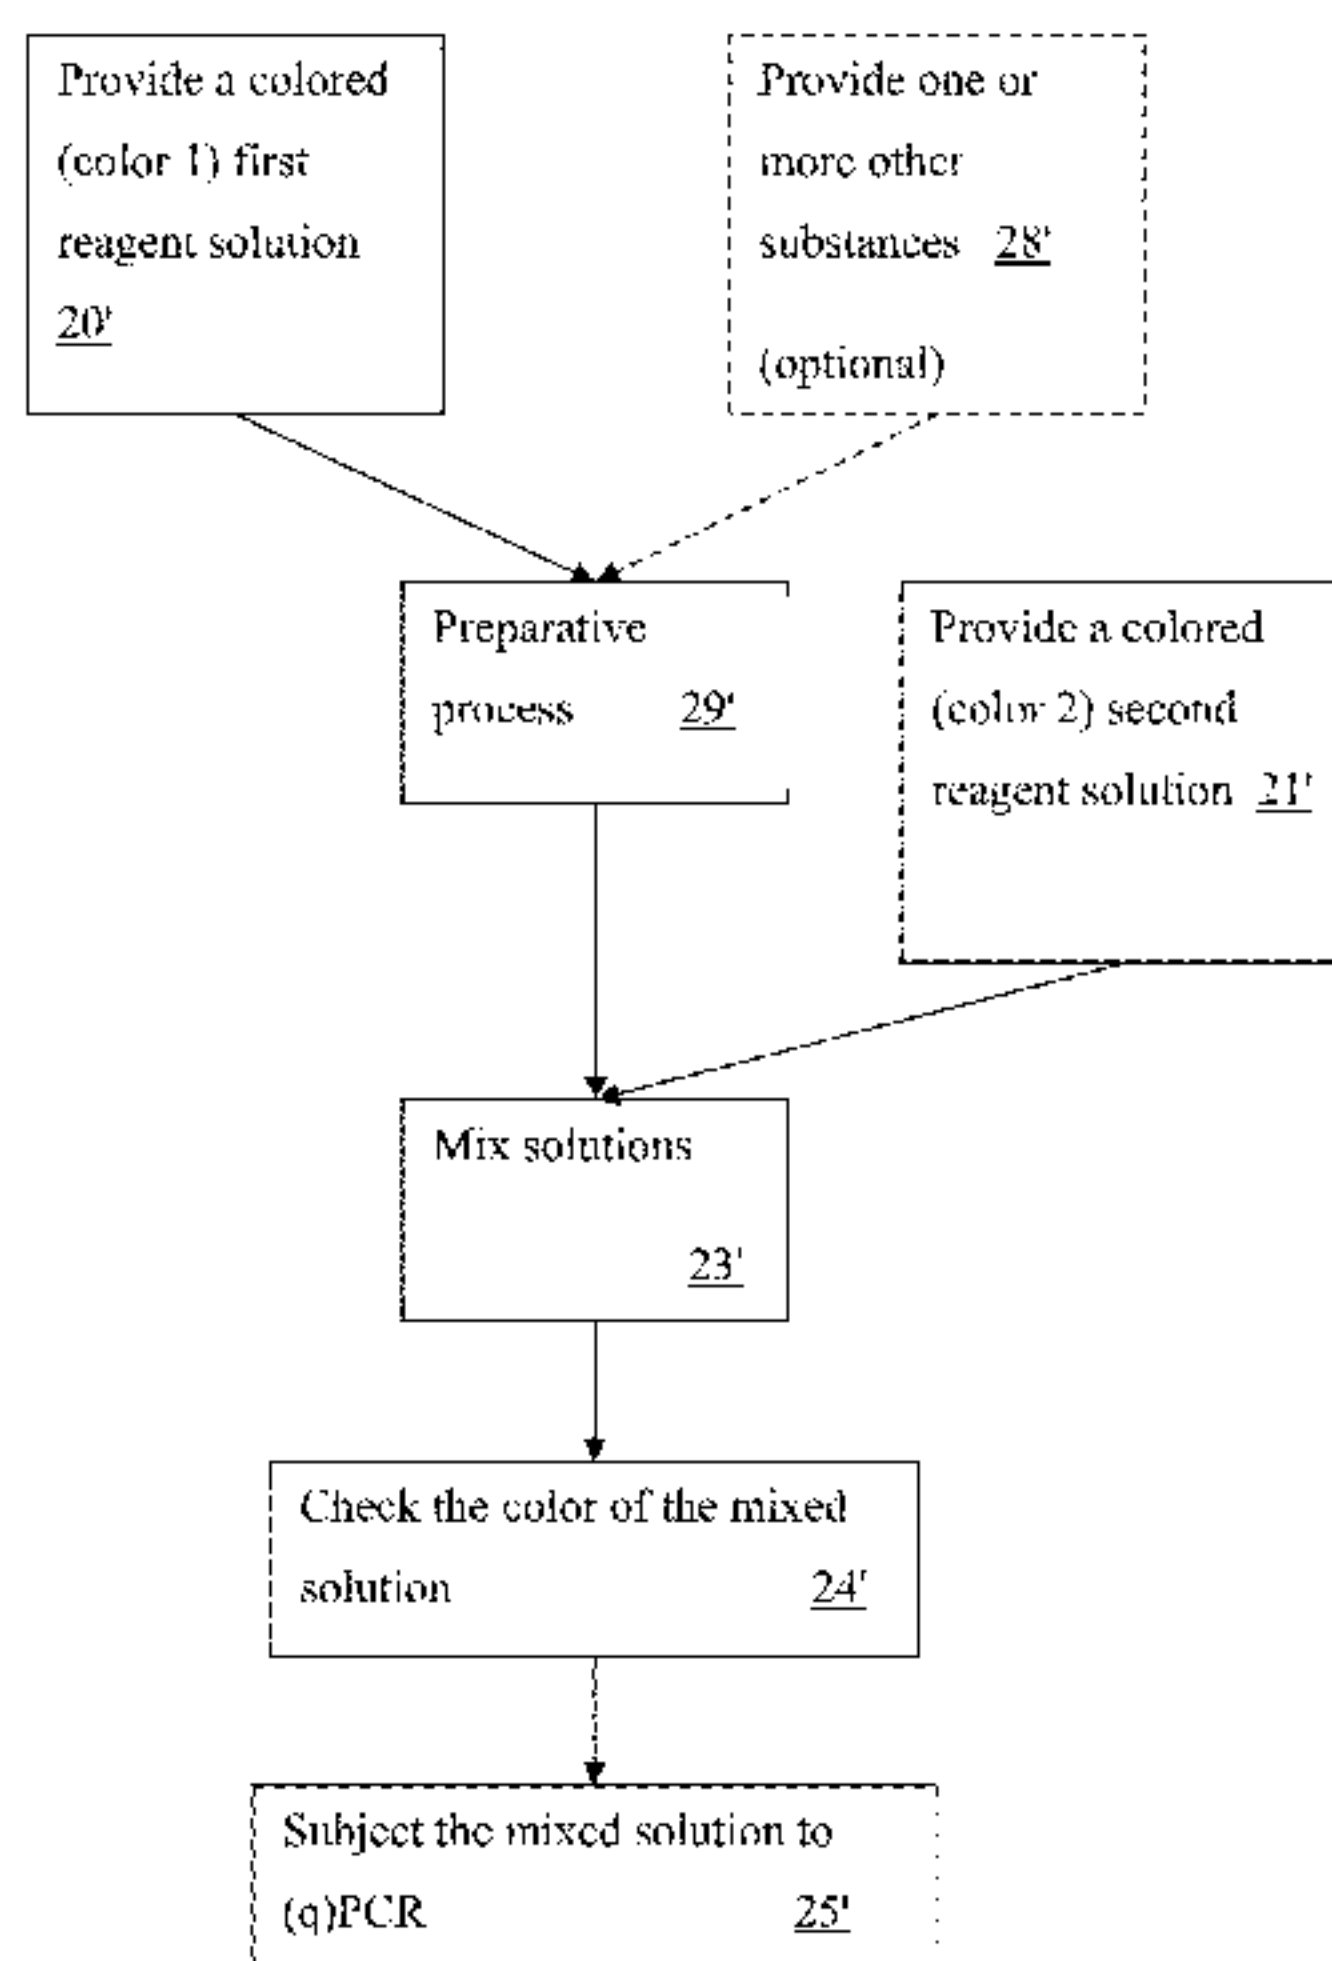 Provide a colored
(color 1) first
reagent solution
20'
Provide one or
more other
substances 28'
(optional)
Preparative
process 29'
Provide a colored
(color 2) second
reagent solution 21'
Mix solutions
23'
Check the color of the mixed
solution 24'
Subject the mixed solution to
(q)PCR 25'